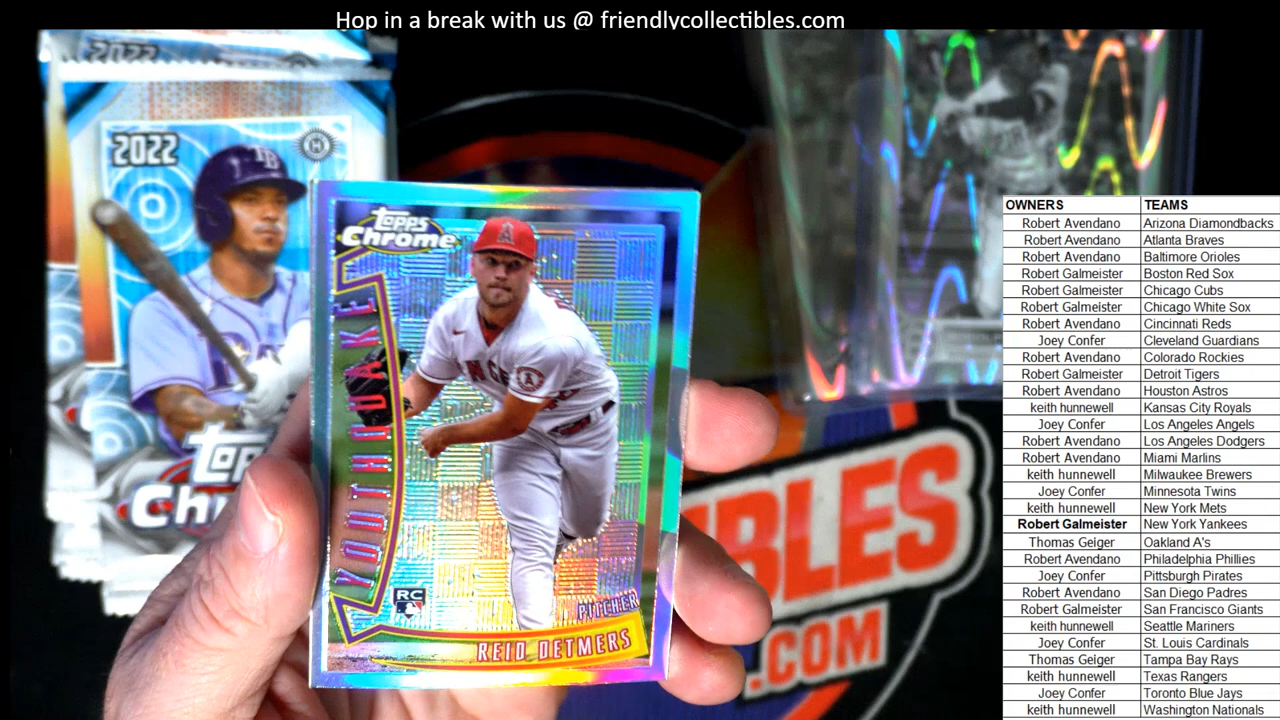 Hop in a break with us @ friendlycollectibles.com
2022
2022
TB
H
Topps
Chrome
A
YOUTHQUAKE
RC
PITCHER
REID DETMERS
OWNERS TEAMS
Robert Avendano Arizona Diamondbacks
Robert Avendano Atlanta Braves
Robert Avendano Baltimore Orioles
Robert Galmeister Boston Red Sox
Robert Galmeister Chicago Cubs
Robert Galmeister Chicago White Sox
Robert Avendano Cincinnati Reds
Joey Confer Cleveland Guardians
Robert Avendano Colorado Rockies
Robert Galmeister Detroit Tigers
Robert Avendano Houston Astros
keith hunnewell Kansas City Royals
Joey Confer Los Angeles Angels
Robert Avendano Los Angeles Dodgers
Robert Avendano Miami Marlins
keith hunnewell Milwaukee Brewers
Joey Confer Minnesota Twins
keith hunnewell New York Mets
Robert Galmeister New York Yankees
Thomas Geiger Oakland A's
Robert Avendano Philadelphia Phillies
Joey Confer Pittsburgh Pirates
Robert Avendano San Diego Padres
Robert Galmeister San Francisco Giants
keith hunnewell Seattle Mariners
Joey Confer St. Louis Cardinals
Thomas Geiger Tampa Bay Rays
keith hunnewell Texas Rangers
Joey Confer Toronto Blue Jays
keith hunnewell Washington Nationals